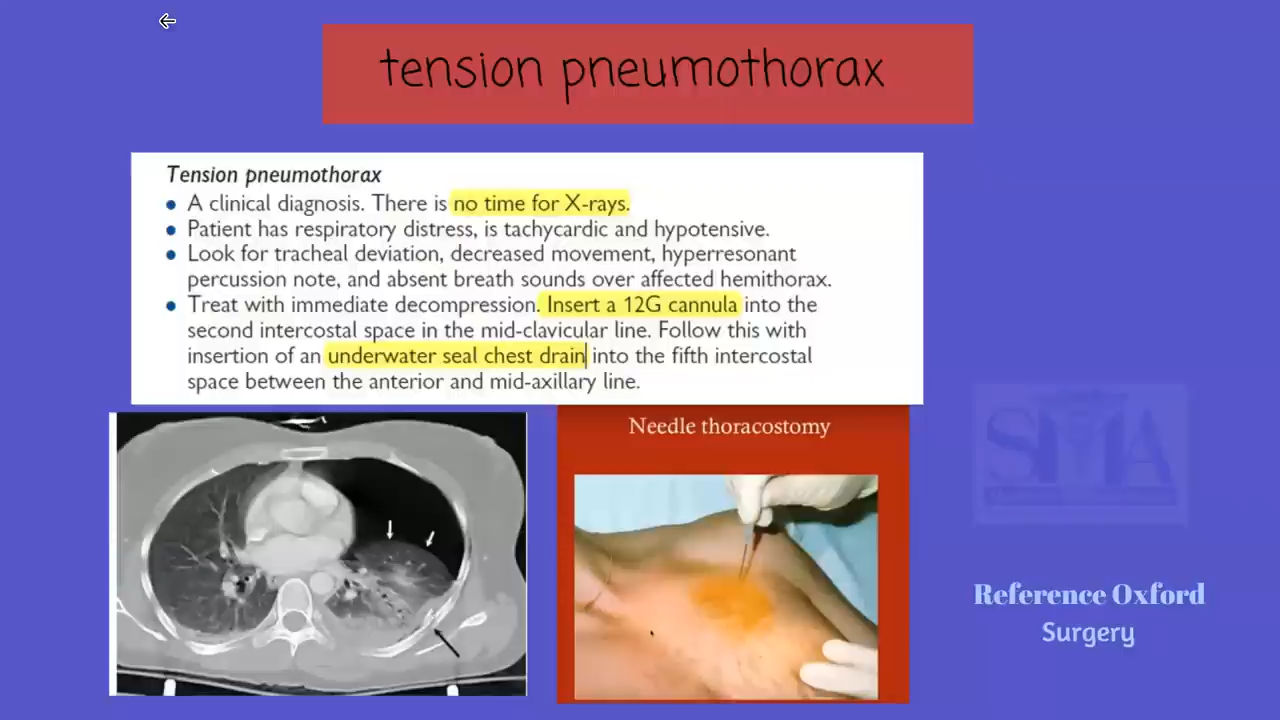 tension pneumothorax
Tension pneumothorax
• A clinical diagnosis. There is no time for X-rays.
• Patient has respiratory distress, is tachycardic and hypotensive.
• Look for tracheal deviation, decreased movement, hyperresonant
percussion note, and absent breath sounds over affected hemithorax.
• Treat with immediate decompression. Insert a 12G cannula into the
second intercostal space in the mid-clavicular line. Follow this with
insertion of an underwater seal chest drain into the fifth intercostal
space between the anterior and mid-axillary line.
Needle thoracostomy
Reference Oxford
Surgery